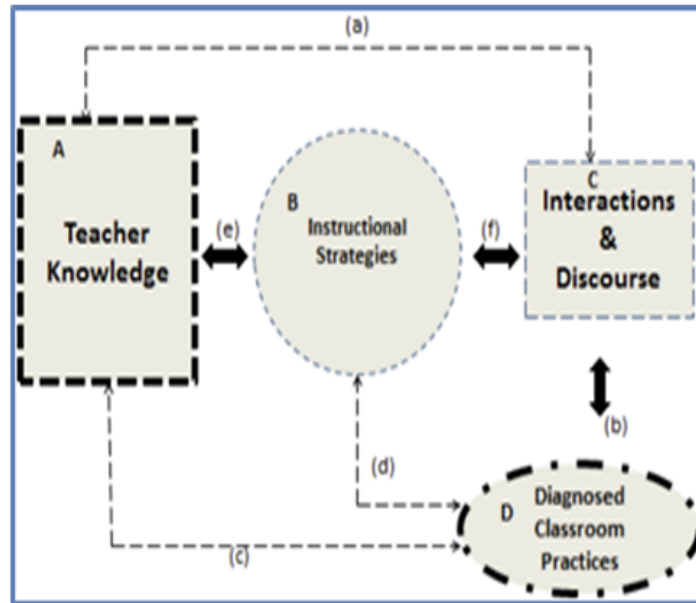 (a)
A
Teacher
Knowledge
(e)
B
Instructional
Strategies
(f)
C
Interactions
&
Discourse
(b)
(d)
D
Diagnosed
Classroom
Practices
(c)